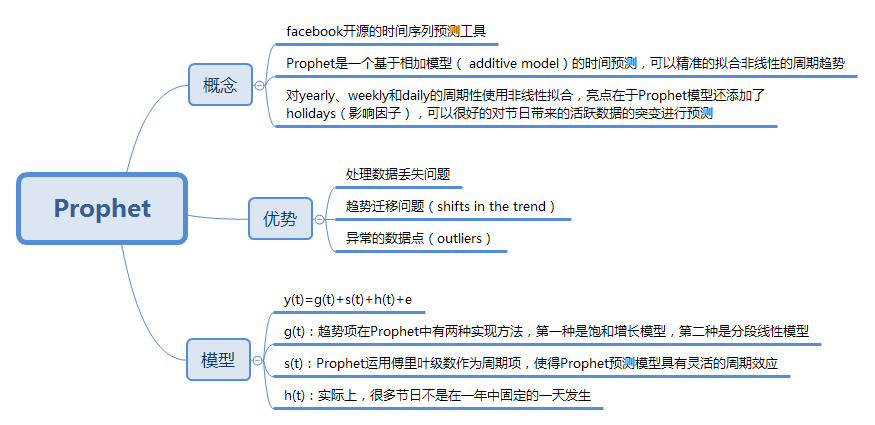 Prophet
概念
facebook开源的时间序列预测工具
Prophet是一个基于相加模型（ additive model）的时间预测，可以精准的拟合非线性的周期趋势
对yearly、weekly和daily的周期性使用非线性拟合，亮点在于Prophet模型还添加了
holidays（影响因子），可以很好的对节日带来的活跃数据的突变进行预测
优势
处理数据丢失问题
趋势迁移问题（shifts in the trend）
异常的数据点（outliers）
模型
y(t)=g(t)+s(t)+h(t)+e
g(t)：趋势项在Prophet中有两种实现方法，第一种是饱和增长模型，第二种是分段线性模型
s(t)：Prophet运用傅里叶级数作为周期项，使得Prophet预测模型具有灵活的周期效应
h(t)：实际上，很多节日不是在一年中固定的一天发生